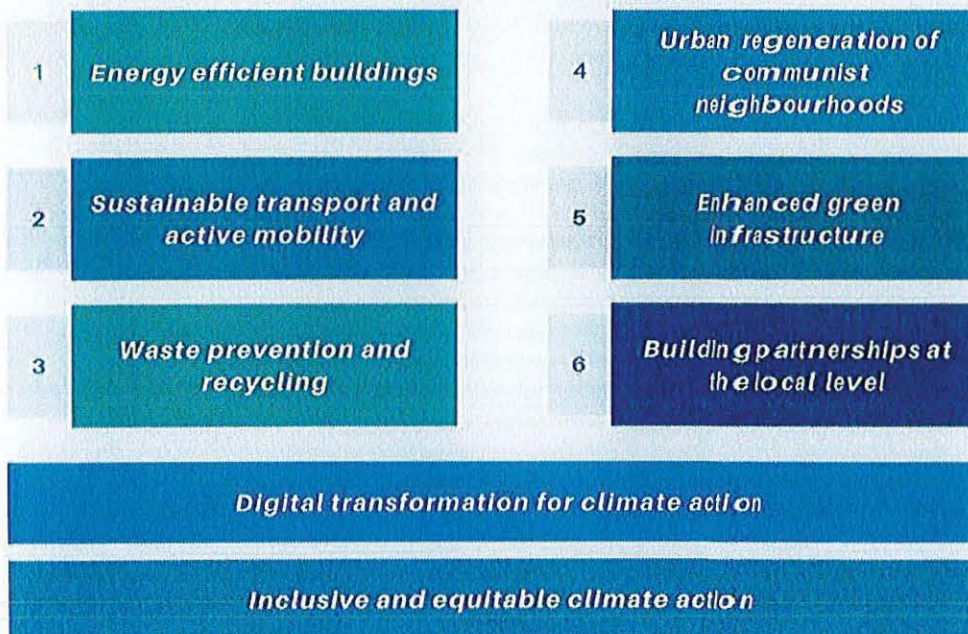 1
Energy efficient buildings
2
Sustainable transport and
active mobility
3
Waste prevention and
recycling
4
Urban regeneration of
communist
neighbourhoods
5
Enhanced green
infrastructure
6
Building partnerships at
the local level
Digital transformation for climate action
Inclusive and equitable climate action